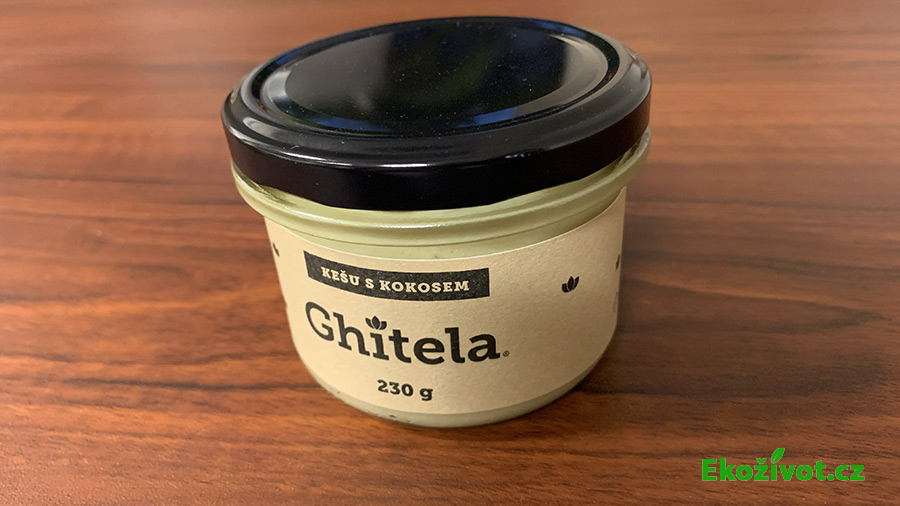 KEŠU S KOKOSEM
Ghitela®
230 g
Ekoživot.cz